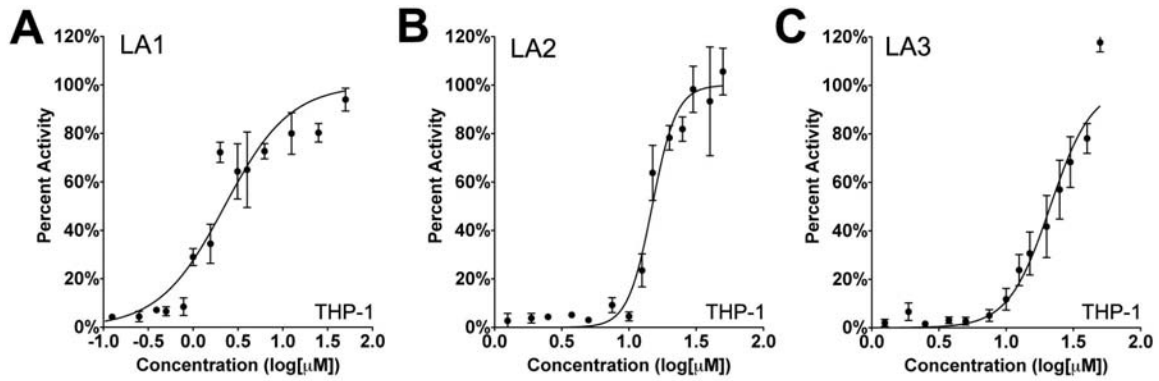 A
LA1
120%
100%
80%
60%
40%
20%
0%
Percent Activity
-1.0
-0.5
0.0
0.5
1.0
1.5
2.0
Concentration (log[μM])
THP-1
B
LA2
120%
100%
80%
60%
40%
20%
0%
Percent Activity
0.0
0.5
1.0
1.5
2.0
Concentration (log[μM])
THP-1
C
LA3
120%
100%
80%
60%
40%
20%
0%
Percent Activity
0.0
0.5
1.0
1.5
2.0
Concentration (log[μM])
THP-1